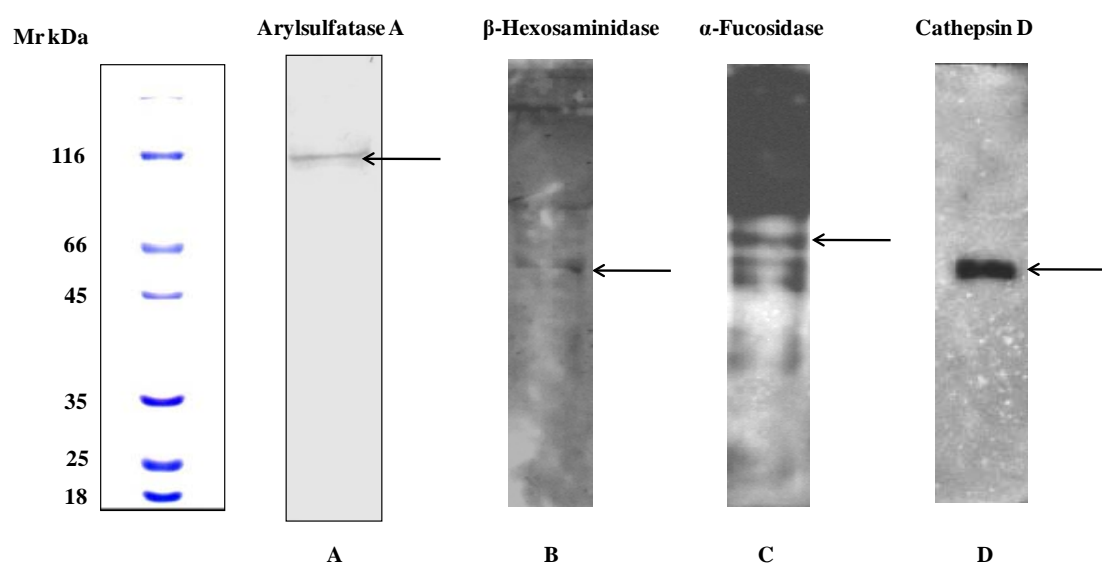 Mr kDa
Arylsulfatase A
β-Hexosaminidase
α-Fucosidase
Cathepsin D
116
66
45
35
25
18
A
B
C
D